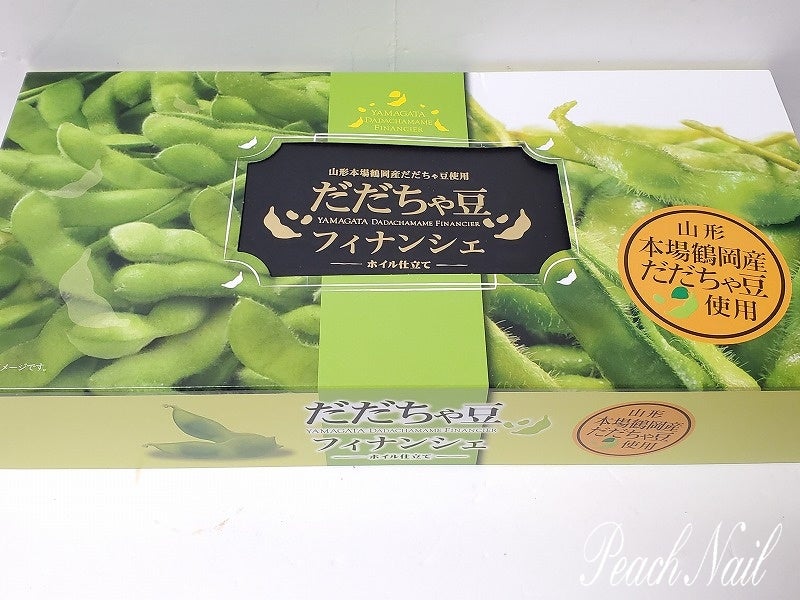 YAMAGATA
DADACHAMAME
FINANCIER
山形本場鶴岡産だだちゃ豆使用
だだちゃ豆
YAMAGATA DADACHAMAME FINANCIER
フィナンシェ
ホイル仕立て
山形
本場鶴岡産
だだちゃ豆
使用
メージです。
だだちゃ豆
YAMAGATA DADACHAMAME FINANCIER
フィナンシェ
ホイル仕立て
山形
本場鶴岡産
だだちゃ豆
使用
Peach Nail